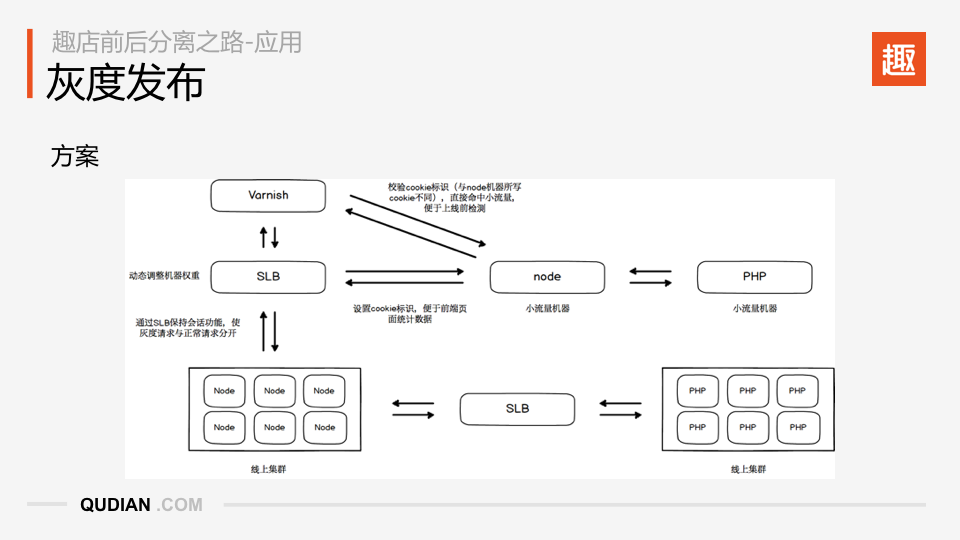 趣店前后分离之路-应用
灰度发布
趣
方案
Varnish
校验cookie标识（与node机器所写
cookie不同），直接命中小流量，
便于上线前检测
动态调整机器权重
SLB
node
PHP
设置cookie标识，便于前端页
面统计数据
小流量机器
小流量机器
通过SLB保持会话功能，使
灰度请求与正常请求分开
Node Node Node
Node Node Node
线上集群
SLB
PHP PHP PHP
PHP PHP PHP
线上集群
QUDIAN .COM